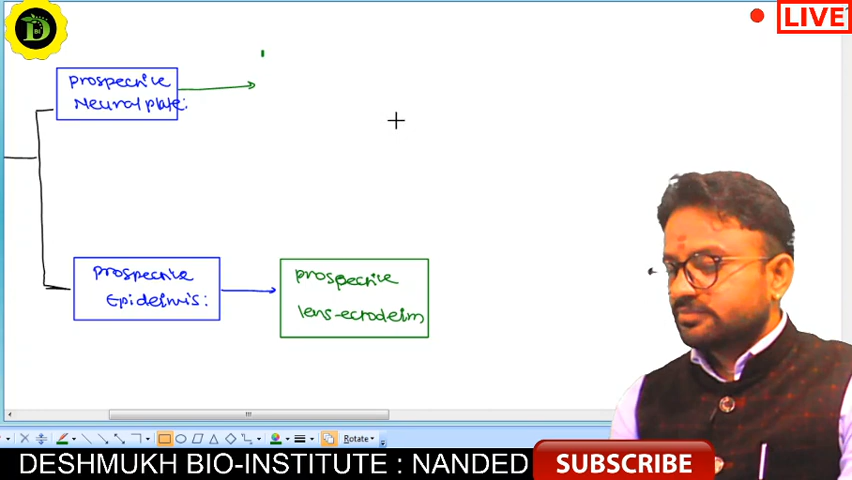 LIVE
Prospective
Neural plate:
Prospective
Epidermis:
Prospective
lens-ectoderm
Rotate
DESHMUKH BIO-INSTITUTE : NANDED
SUBSCRIBE